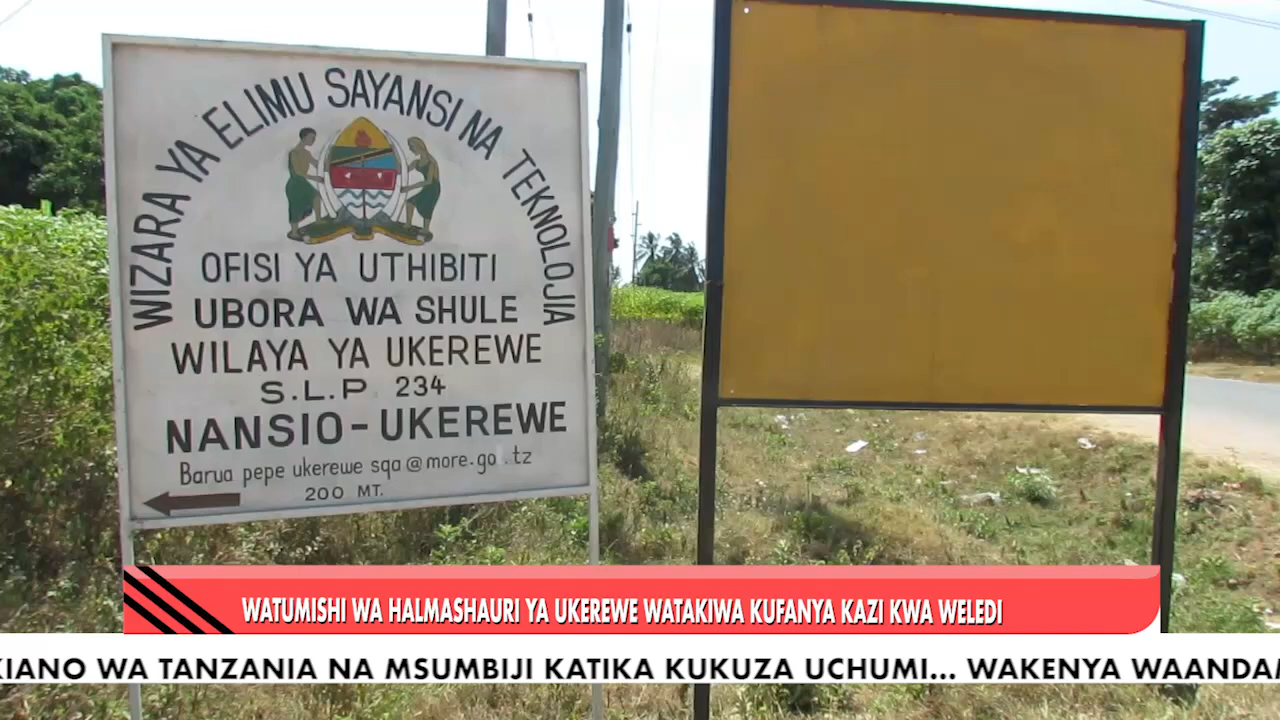 WIZARA YA ELIMU SAYANSI NA TEKNOLOJIA
OFISI YA UTHIBITI
UBORA WA SHULE
WILAYA YA UKEREWE
S.L.P 234
NANSIO-UKEREWE
Barua pepe ukerewe sqa@more.go.tz
200 MT.
WATUMISHI WA HALMASHAURI YA UKEREWE WATAKIWA KUFANYA KAZI KWA WELEDI
KIANO WA TANZANIA NA MSUMBIJI KATIKA KUKUZA UCHUMI... WAKENYA WAANDAM